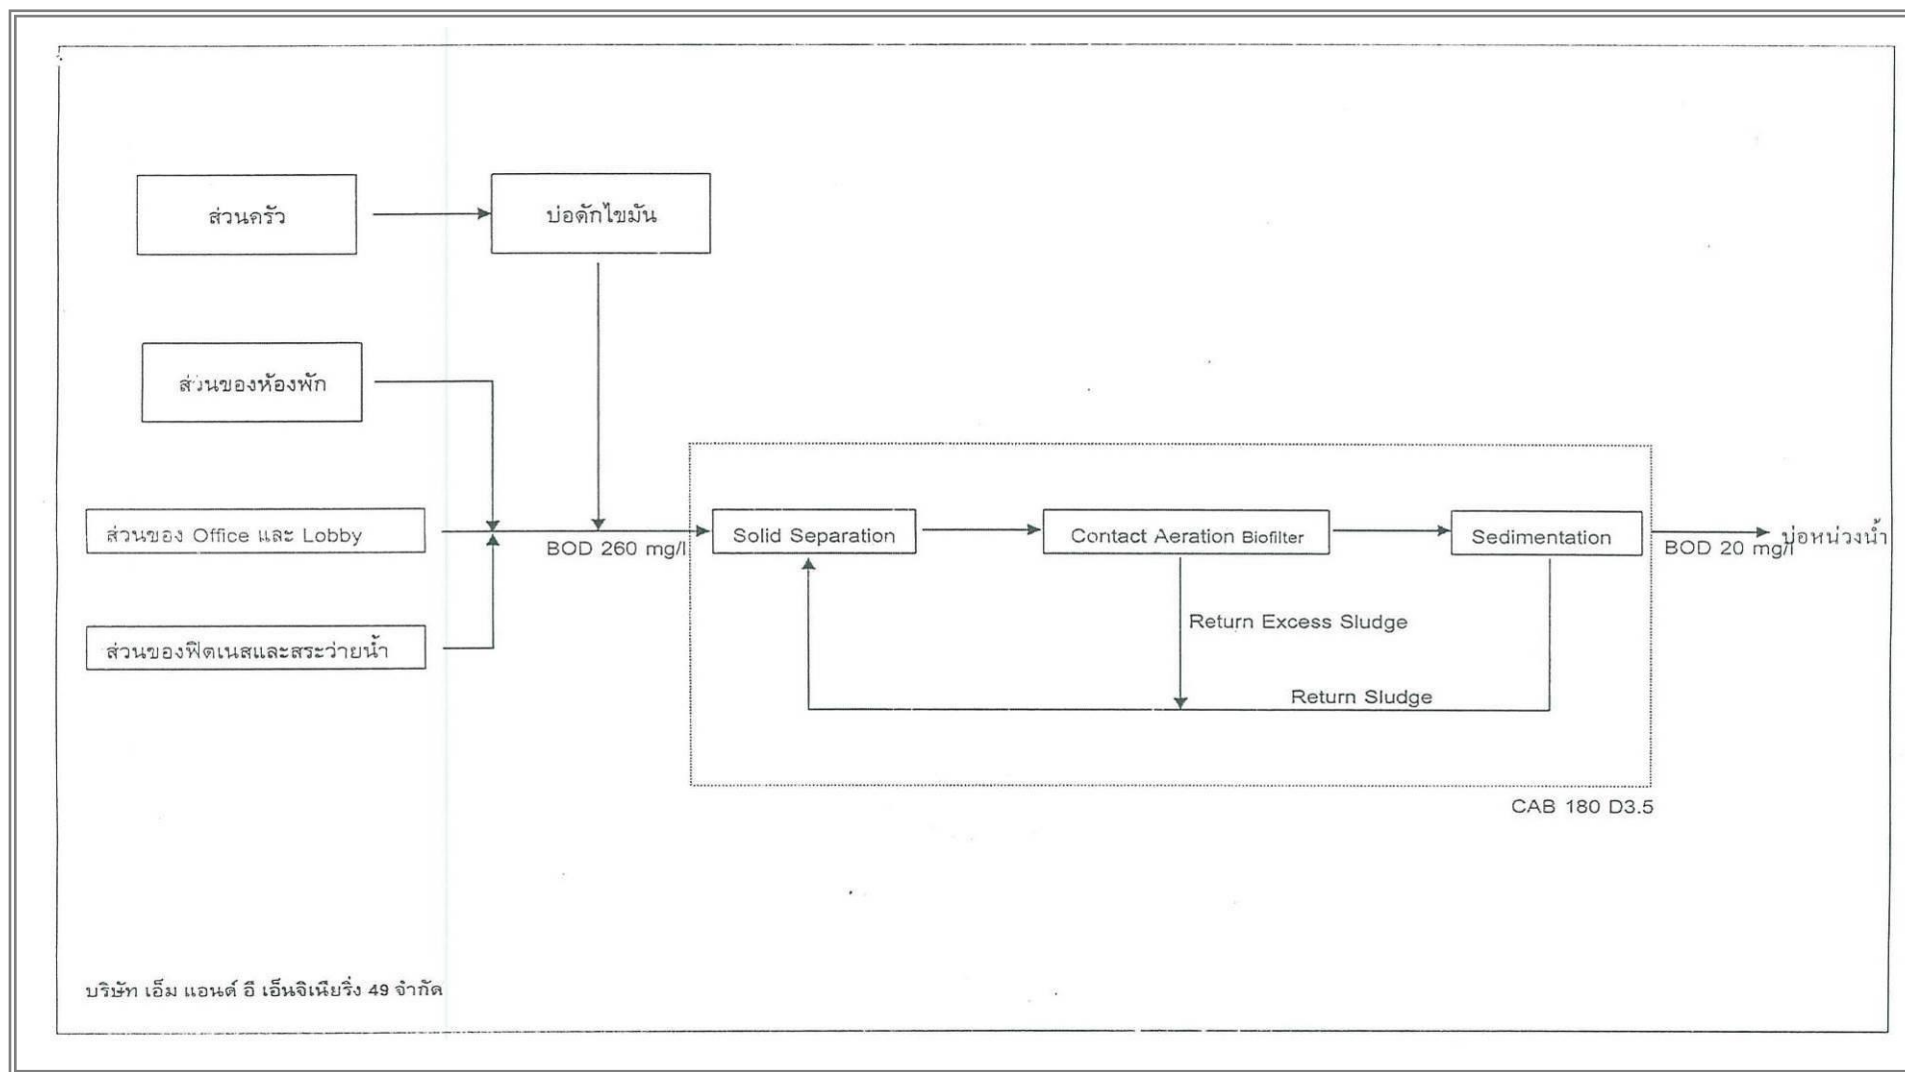 ส่วนครัว
บ่อดักไขมัน
ส่วนของห้องพัก
ส่วนของ Office และ Lobby
BOD 260 mg/l
Solid Separation
Contact Aeration Biofilter
Sedimentation
BOD 20 mg/l
บ่อหน่วงน้ำ
ส่วนของฟิตเนสและสระว่ายน้ำ
Return Excess Sludge
Return Sludge
CAB 180 D3.5
บริษัท เอ็ม แอนด์ อี เอ็นจิเนียริ่ง 49 จำกัด